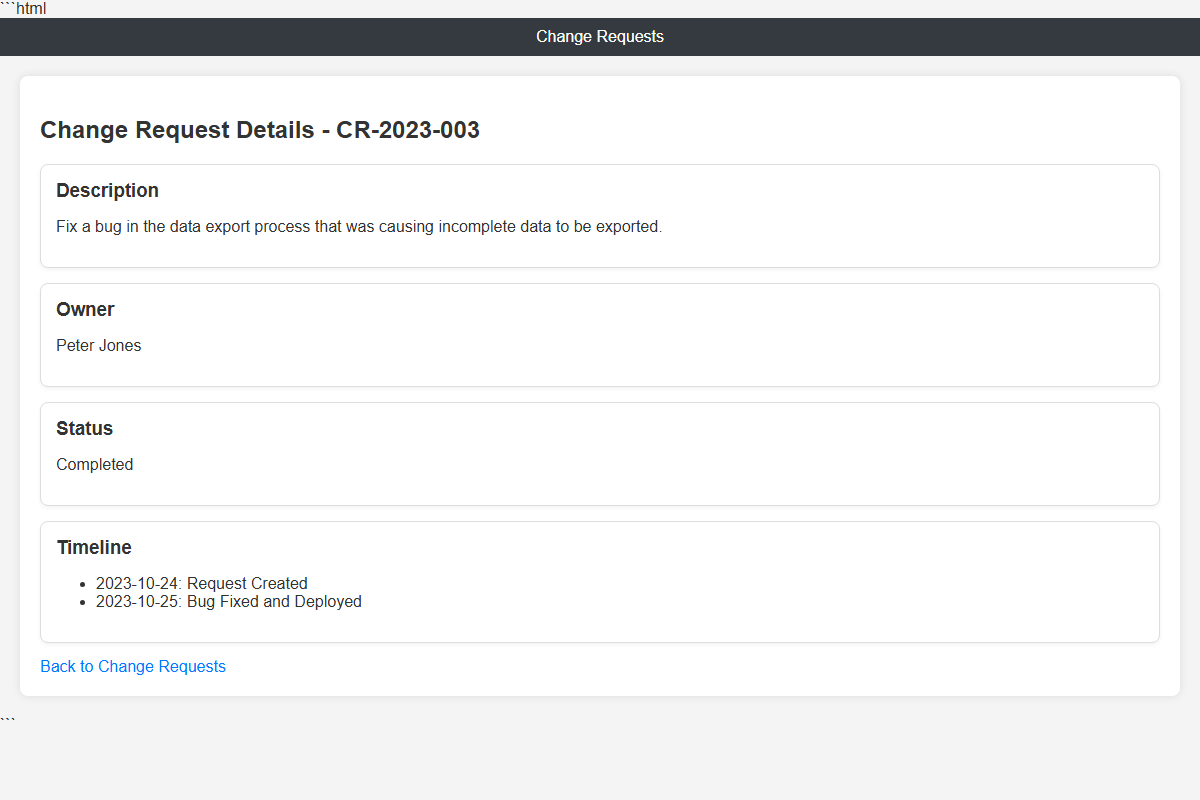 ```html
Change Requests
Change Request Details - CR-2023-003
Description
Fix a bug in the data export process that was causing incomplete data to be exported.
Owner
Peter Jones
Status
Completed
Timeline
2023-10-24: Request Created
2023-10-25: Bug Fixed and Deployed
Back to Change Requests
```